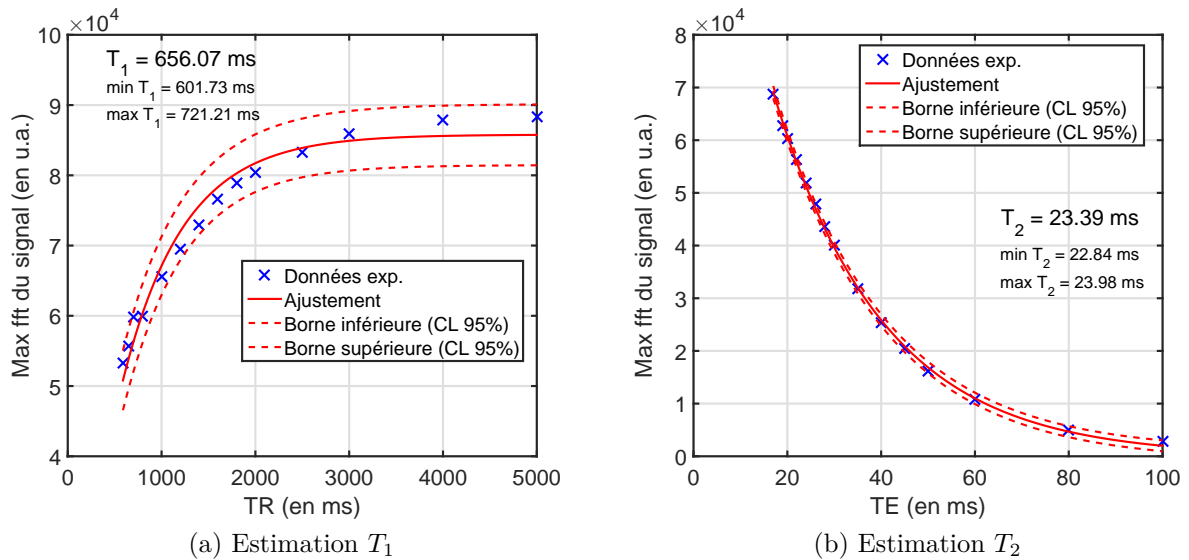 ×10⁴
10
9
8
7
6
5
4
Max fft du signal (en u.a.)
T₁ = 656.07 ms
min T₁ = 601.73 ms
max T₁ = 721.21 ms
Données exp.
Ajustement
Borne inférieure (CL 95%)
Borne supérieure (CL 95%)
0 1000 2000 3000 4000 5000
TR (en ms)
(a) Estimation T₁
×10⁴
8
7
6
5
4
3
2
1
0
Max fft du signal (en u.a.)
Données exp.
Ajustement
Borne inférieure (CL 95%)
Borne supérieure (CL 95%)
T₂ = 23.39 ms
min T₂ = 22.84 ms
max T₂ = 23.98 ms
0 20 40 60 80 100
TE (en ms)
(b) Estimation T₂